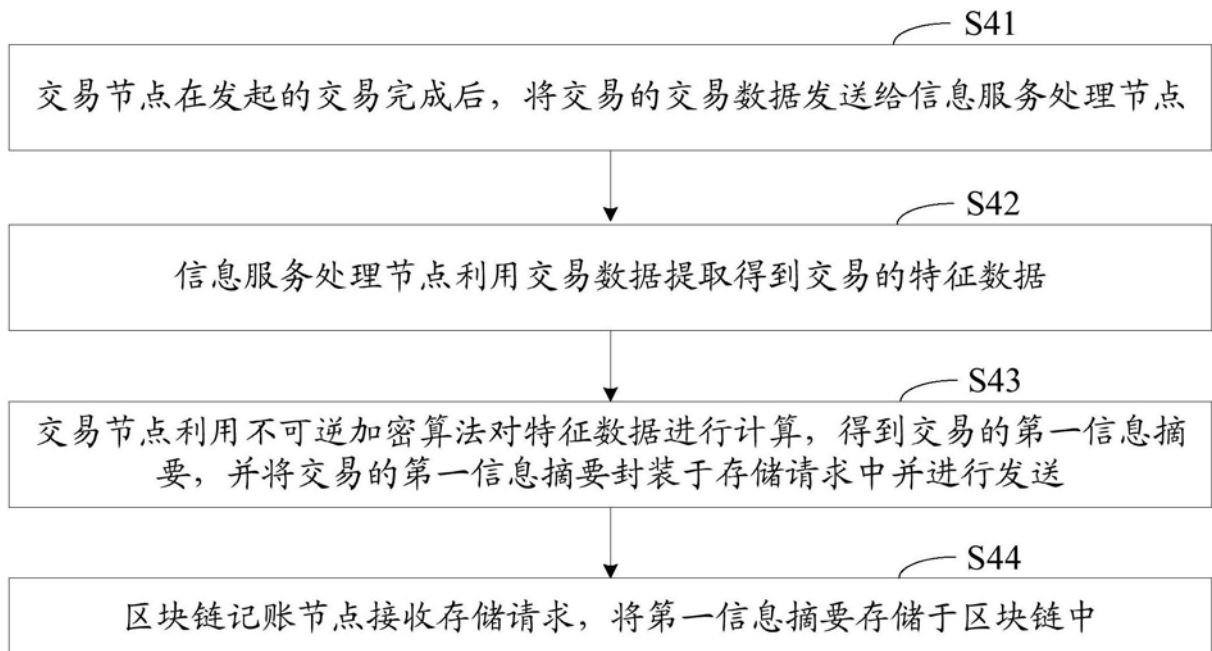 S41
交易节点在发起的交易完成后，将交易的交易数据发送给信息服务处理节点
S42
信息服务处理节点利用交易数据提取得到交易的特征数据
S43
交易节点利用不可逆加密算法对特征数据进行计算，得到交易的第一信息摘
要，并将交易的第一信息摘要封装于存储请求中并进行发送
S44
区块链记账节点接收存储请求，将第一信息摘要存储于区块链中